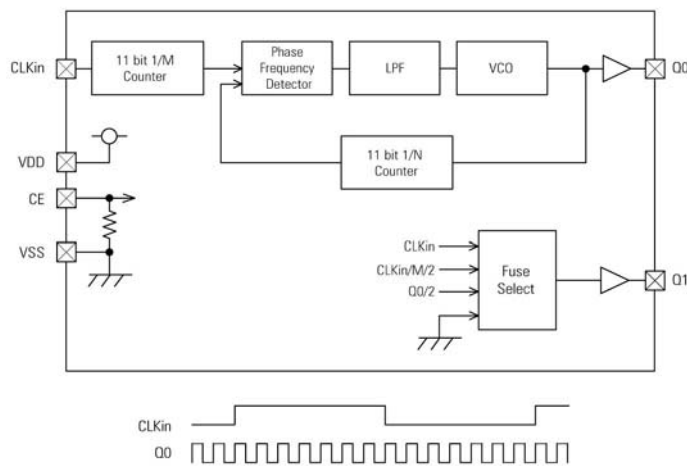 CLKin
11 bit 1/M
Counter
Phase
Frequency
Detector
LPF
VCO
Q0
11 bit 1/N
Counter
VDD
CE
VSS
CLKin
CLKin/M/2
Q0/2
Fuse
Select
Q1
CLKin
Q0